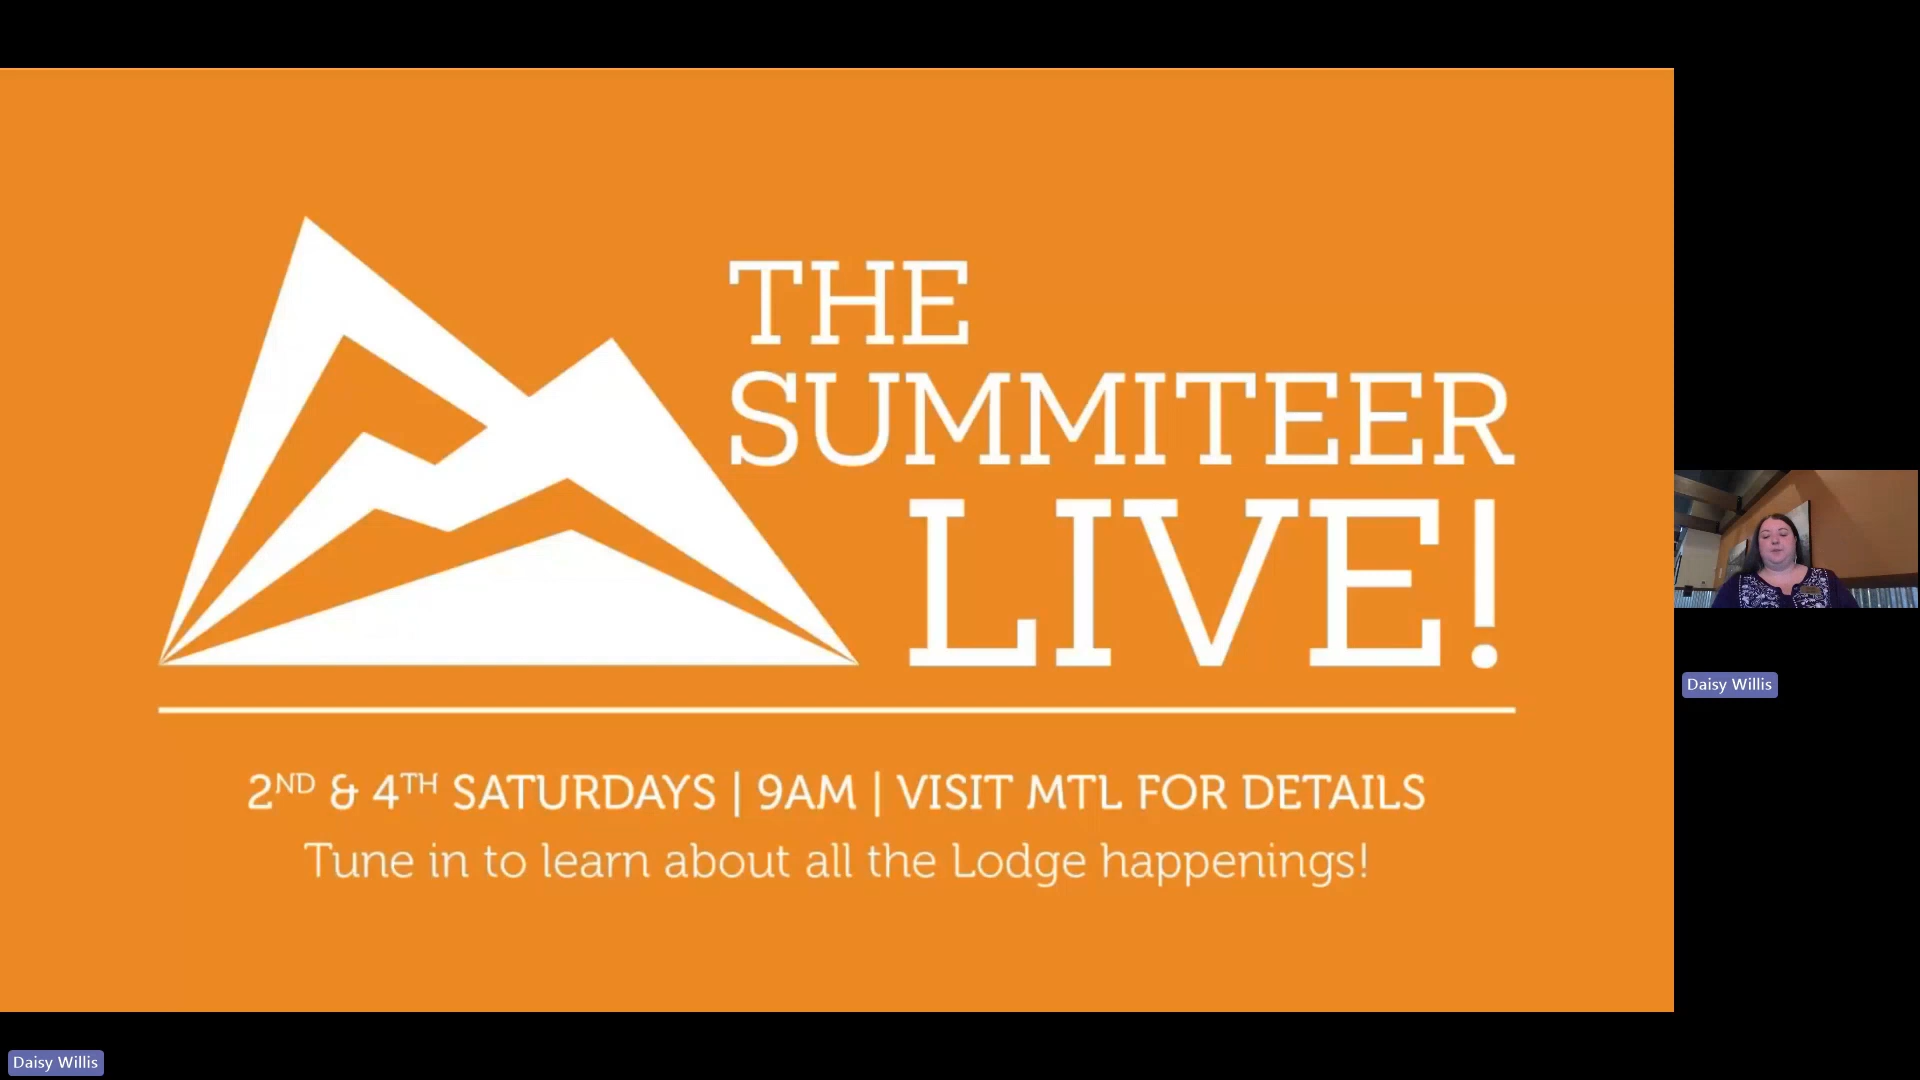 THE
SUMMITEER
LIVE!
2ND & 4TH SATURDAYS | 9AM | VISIT MTL FOR DETAILS
Tune in to learn about all the Lodge happenings!
Daisy Willis
Daisy Willis